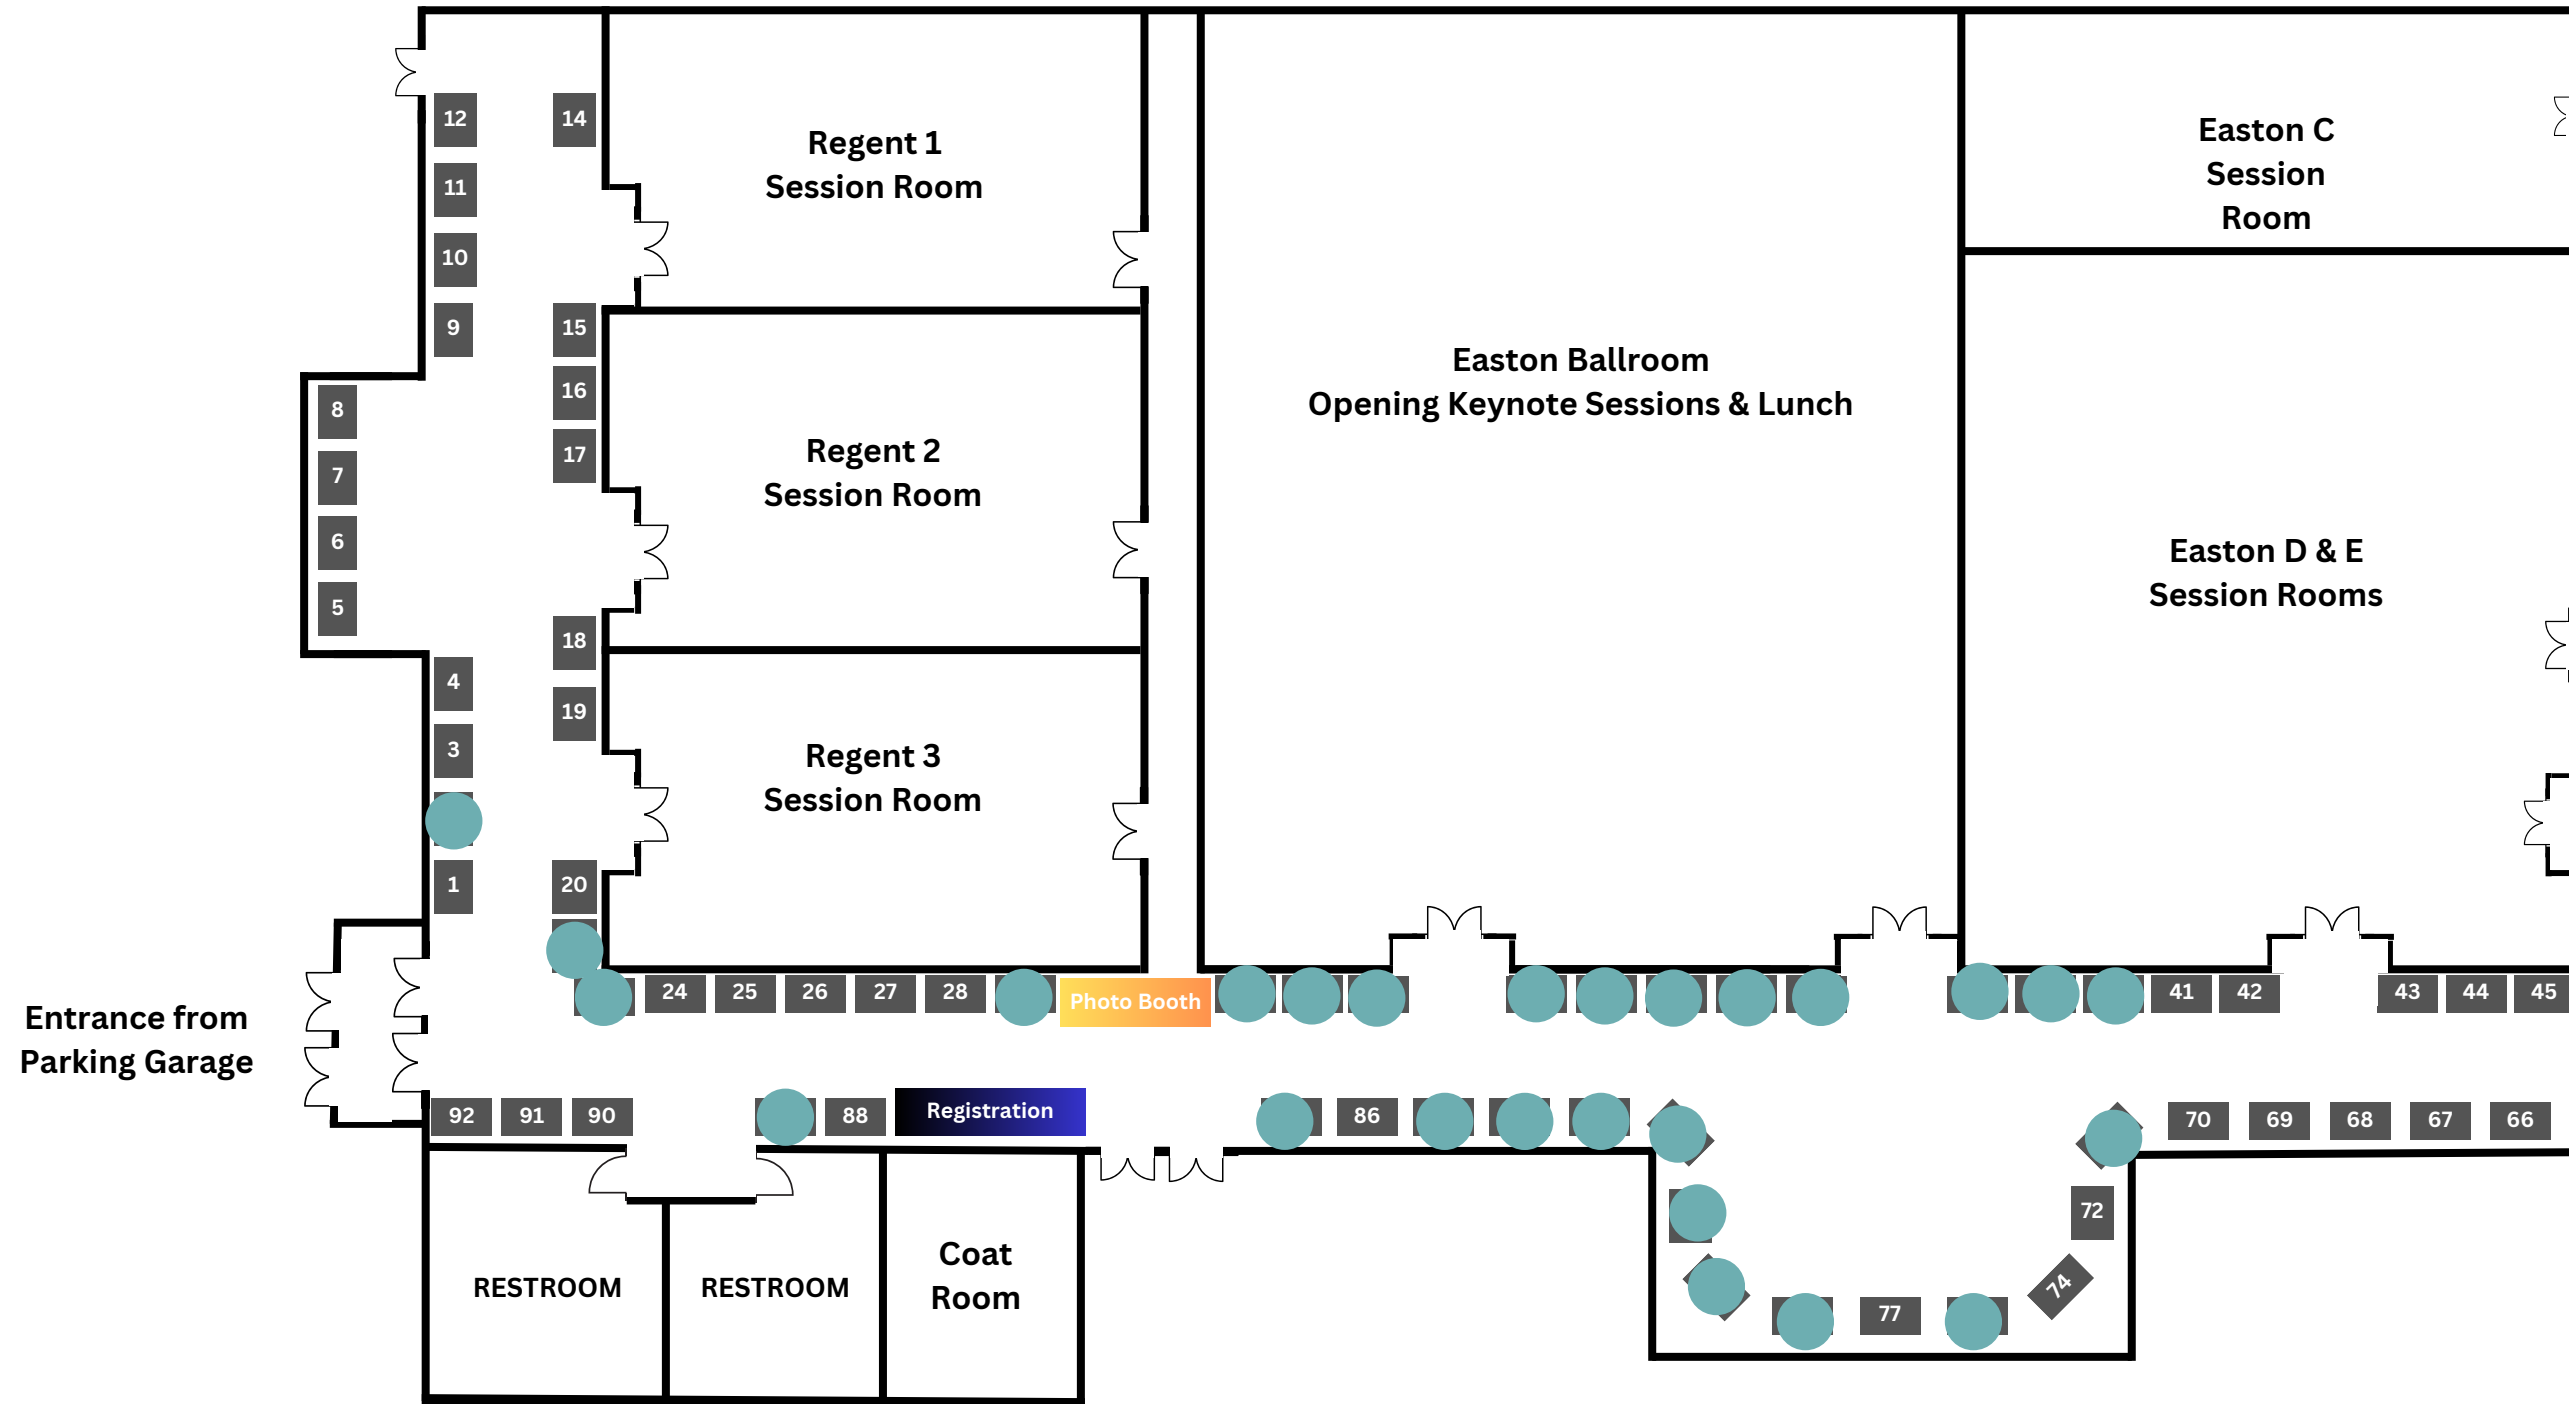 12
14
11
10
9
15
16
17
8
7
6
5
18
4
19
3
1
20
Regent 1
Session Room
Regent 2
Session Room
Regent 3
Session Room
Easton Ballroom
Opening Keynote Sessions & Lunch
Easton C
Session
Room
Easton D & E
Session Rooms
Entrance from
Parking Garage
24
25
26
27
28
Photo Booth
41
42
43
44
45
92
91
90
88
Registration
86
70
69
68
67
66
72
74
77
RESTROOM
RESTROOM
Coat
Room